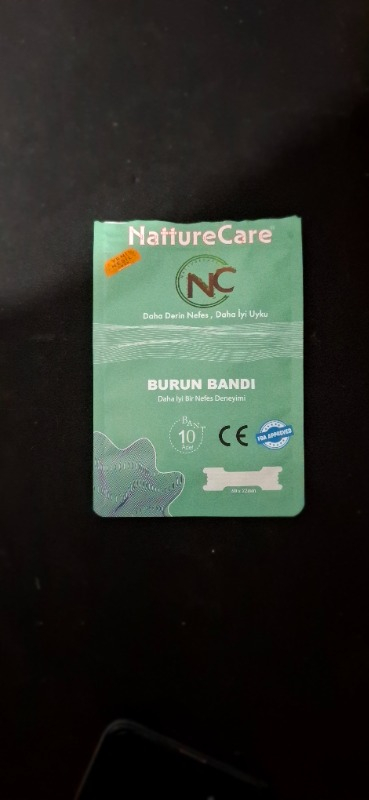 NattureCare
NC
Daha Derin Nefes , Daha İyi Uyku
BURUN BANDI
Daha İyi Bir Nefes Deneyimi
10
Adet
CE
FDA APPROVED